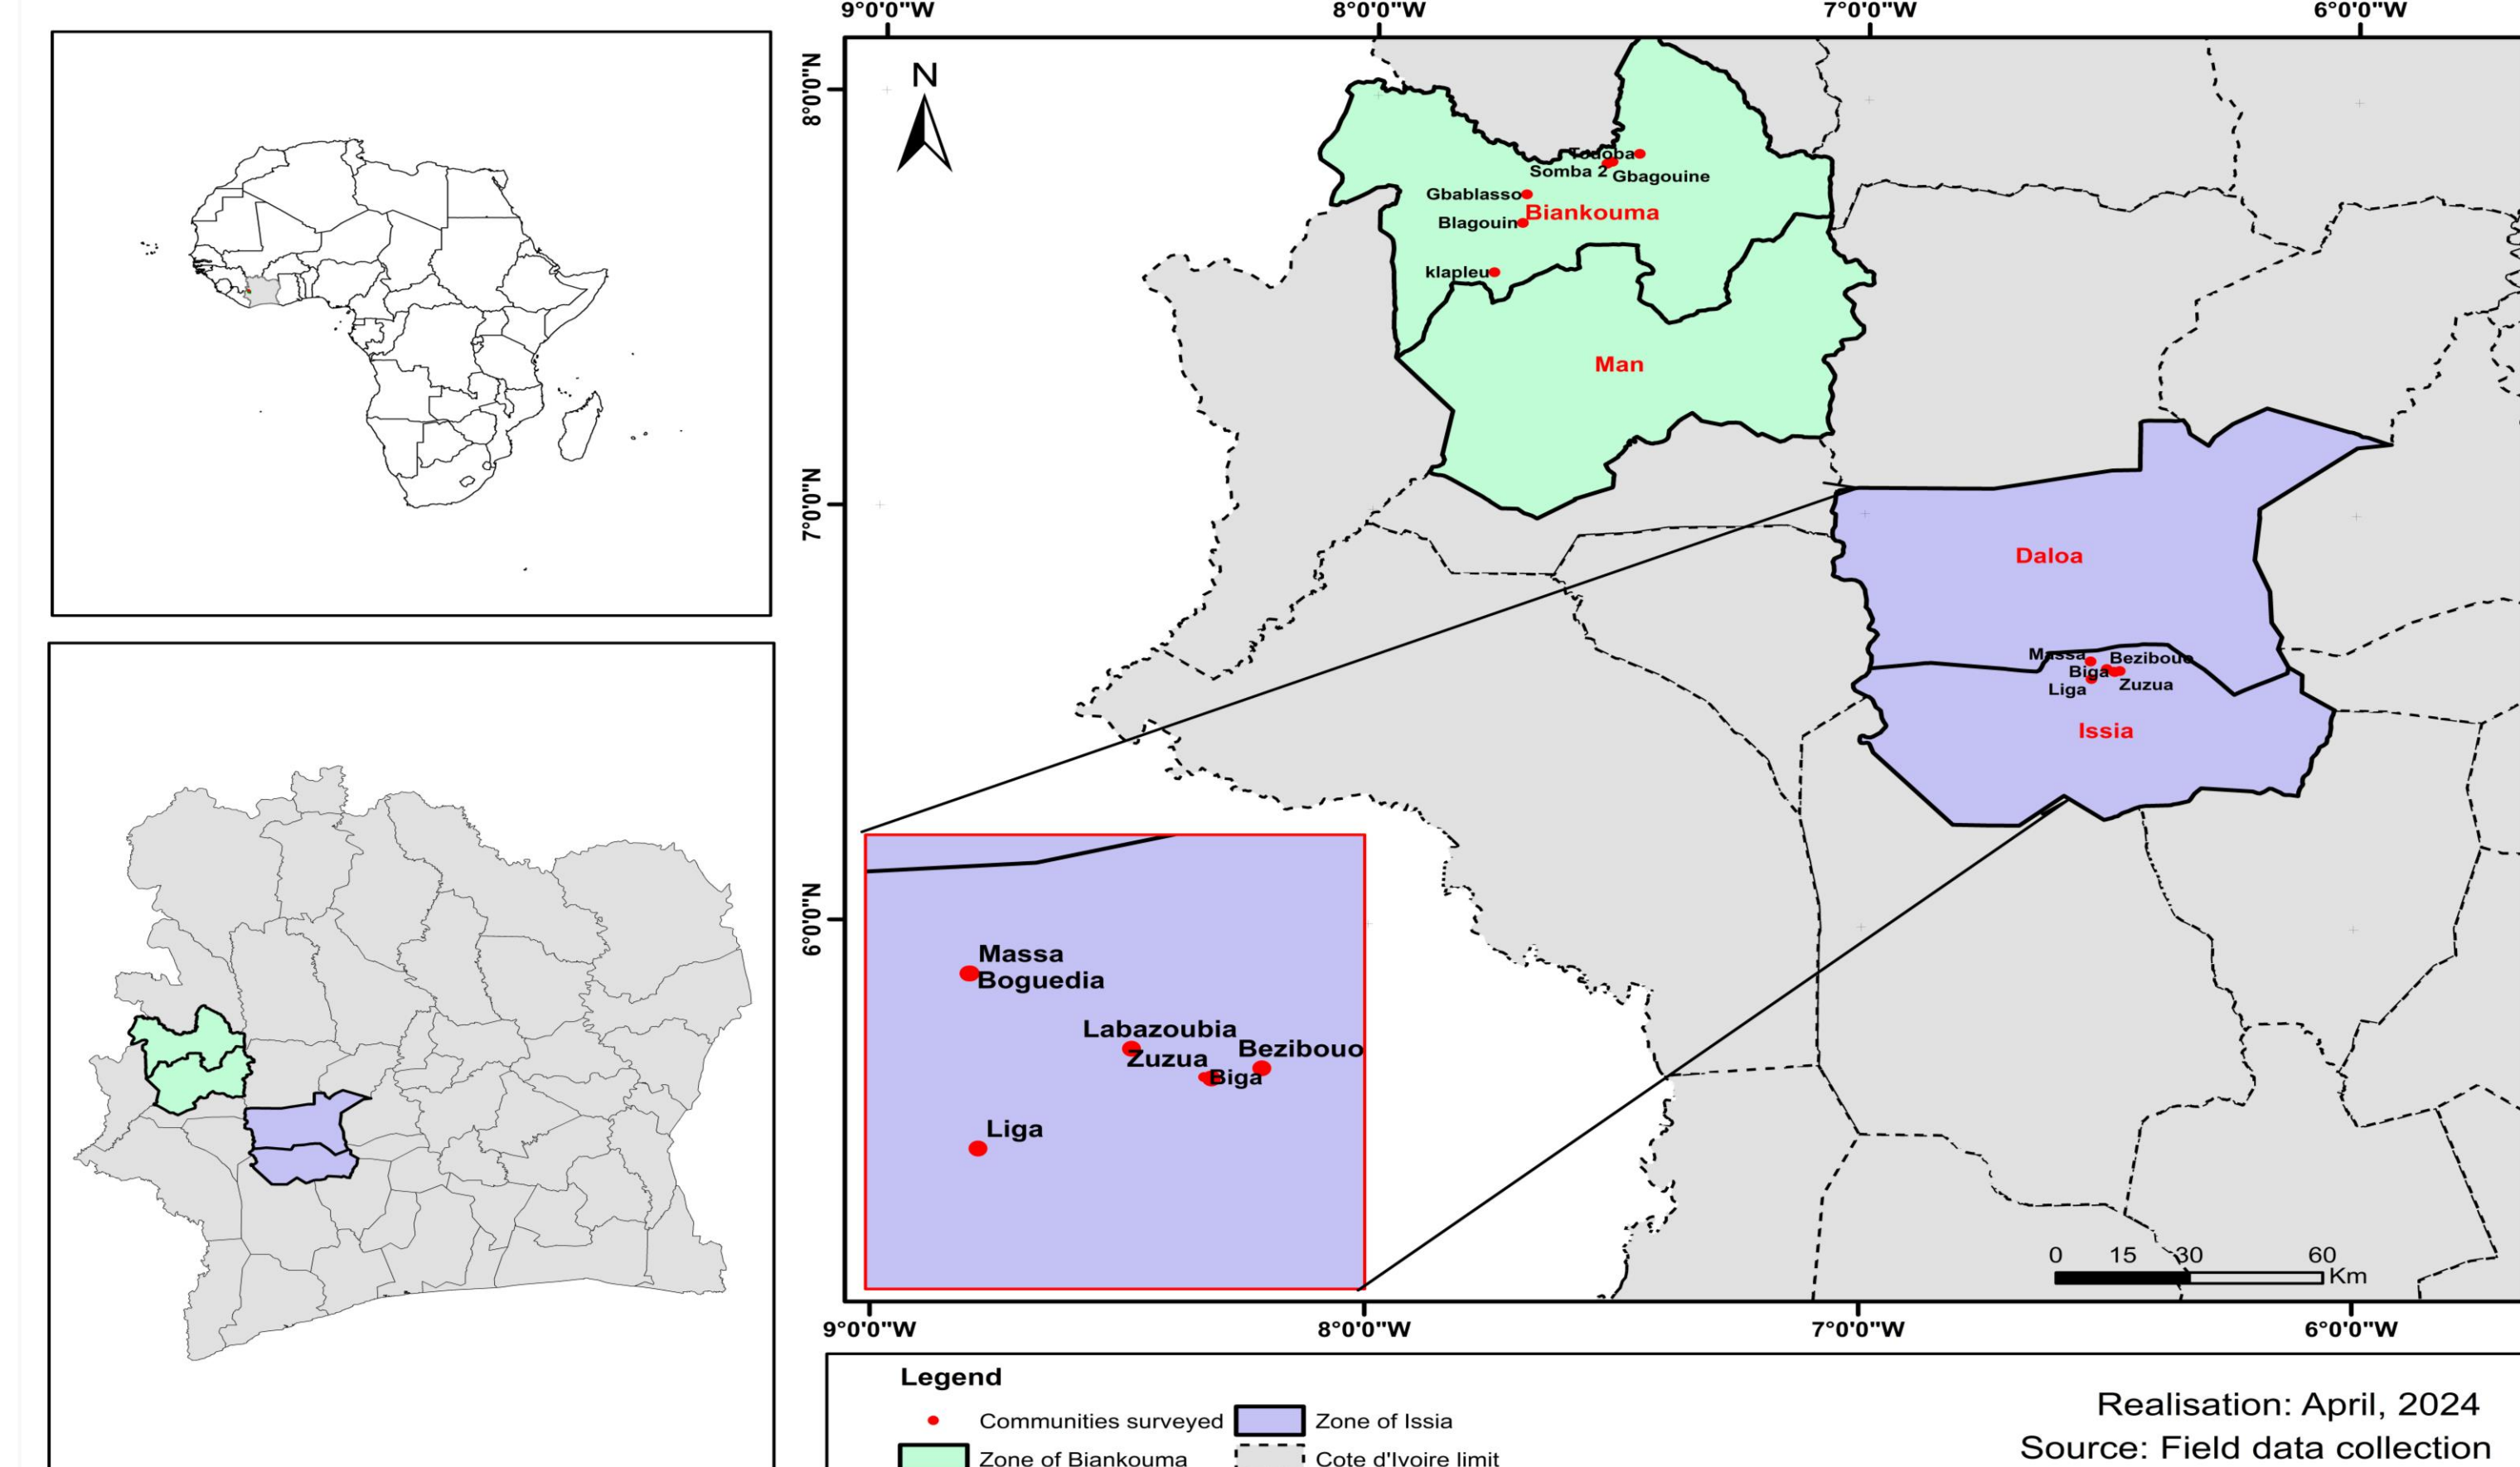 9°0'0"W 8°0'0"W 7°0'0"W 6°0'0"W
N
8°0'0"N
7°0'0"N
6°0'0"N
Todoba
Somba 2
Gbagouine
Gbablasso
Biankouma
Blagouin
klapleu
Man
Daloa
Massa
Bezibouo
Biga
Zuzua
Liga
Issia
Massa
Boguedia
Labazoubia
Zuzua
Bezibouo
Biga
Liga
0 15 30 60
Km
9°0'0"W 8°0'0"W 7°0'0"W 6°0'0"W
Legend
Communities surveyed
Zone of Issia
Zone of Biankouma
Cote d'Ivoire limit
Realisation: April, 2024
Source: Field data collection